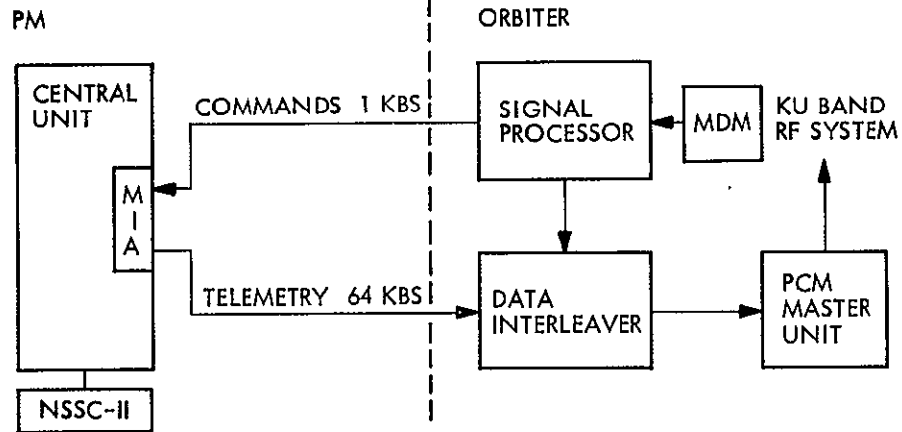 PM
ORBITER
CENTRAL
UNIT
COMMANDS 1 KBS
SIGNAL
PROCESSOR
MDM
KU BAND
RF SYSTEM
M
I
A
TELEMETRY 64 KBS
DATA
INTERLEAVER
PCM
MASTER
UNIT
NSSC-II